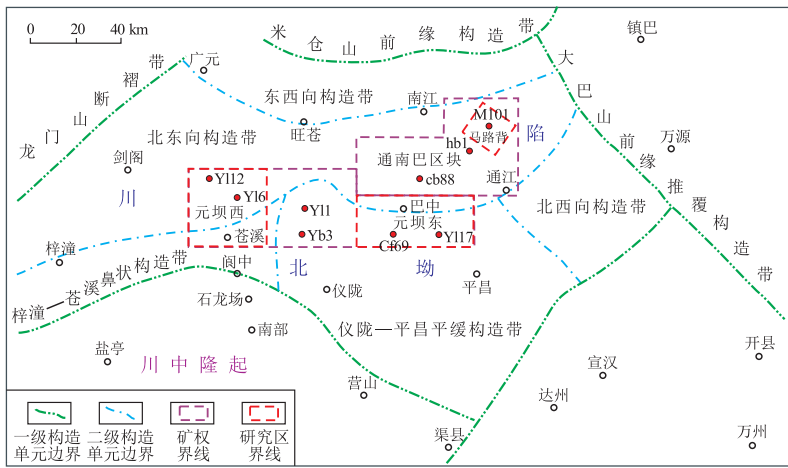 0 20 40 km
米仓山前缘构造带
镇巴
广元
龙门山断褶带
大巴山前缘推覆构造带
东西向构造带
南江
M101
马路背
旺苍
北东向构造带
hb1
陷
万源
剑阁
通南巴区块
cb88
通江
川
Yl12
Yl6
元坝西
Yl1
巴中
元坝东
北西向构造带
苍溪
Yb3
Cf69
Yl17
梓潼
阆中
北
坳
平昌
仪陇
梓潼—苍溪鼻状构造带
石龙场
南部
仪陇—平昌平缓构造带
盐亭
川中隆起
开县
宣汉
营山
达州
渠县
万州
一级构造
单元边界
二级构造
单元边界
矿权
界线
研究区
界线